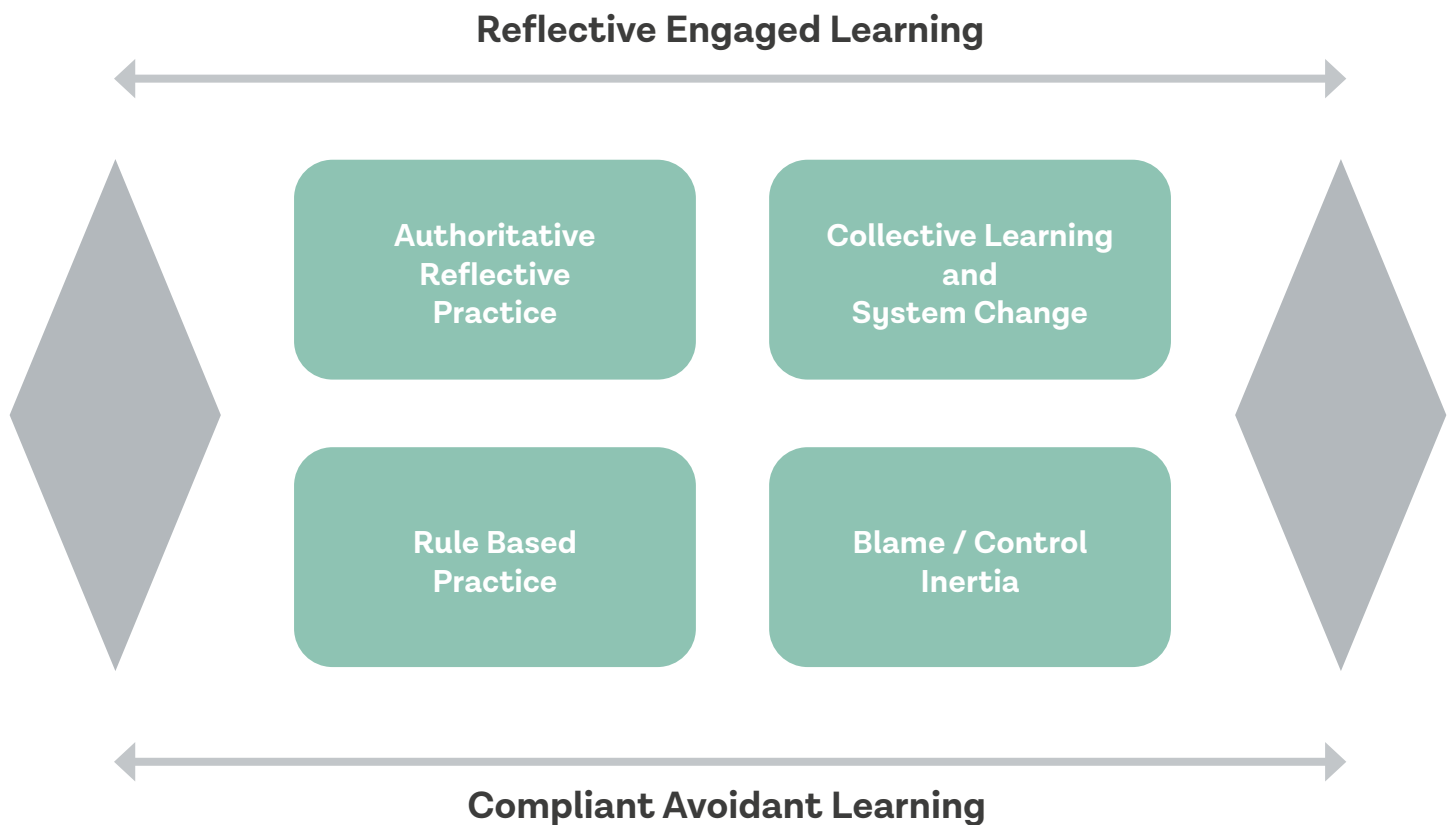 Reflective Engaged Learning
Authoritative
Reflective
Practice
Collective Learning
and
System Change
Rule Based
Practice
Blame / Control
Inertia
Compliant Avoidant Learning